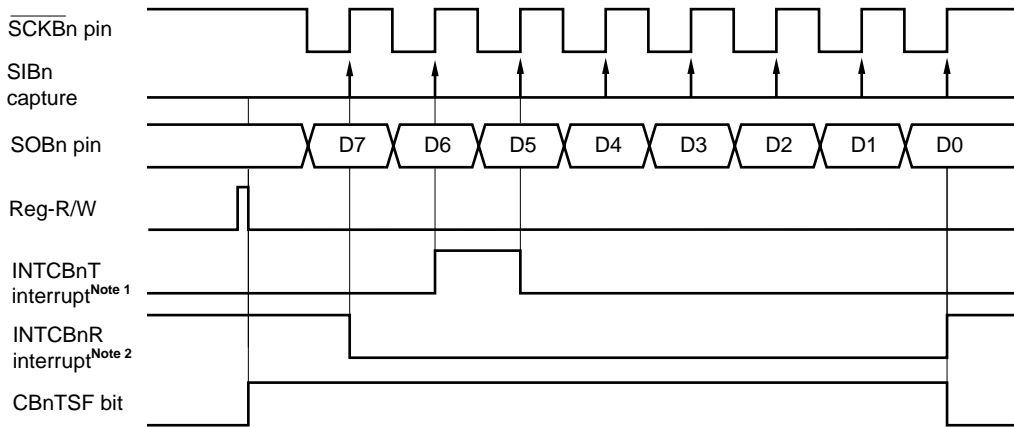 SCKBn pin
SIBn
capture
SOBn pin
D7 D6 D5 D4 D3 D2 D1 D0
Reg-R/W
INTCBnT
interruptNote 1
INTCBnR
interruptNote 2
CBnTSF bit